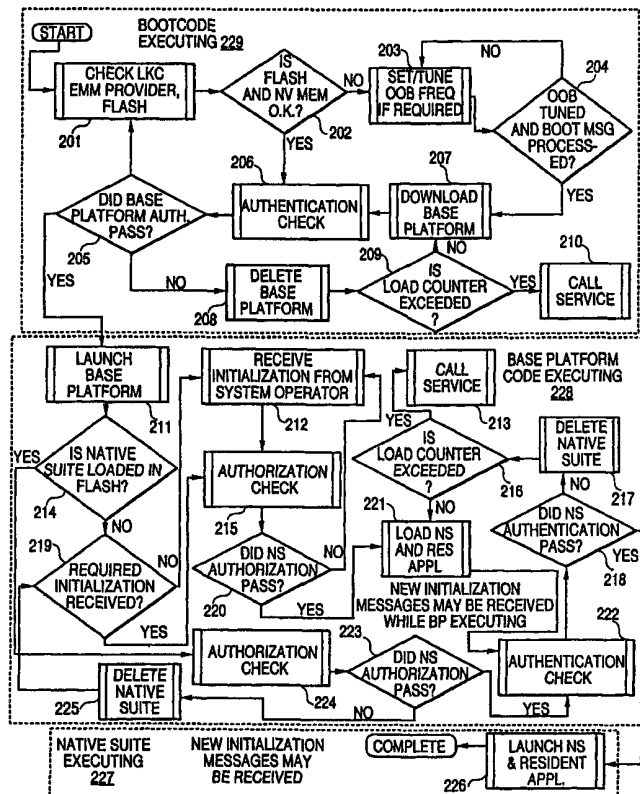 START
BOOTCODE
EXECUTING 229
CHECK LKC
EMM PROVIDER,
FLASH
201
IS
FLASH
AND NV MEM
O.K.?
202
NO
YES
203
SET/TUNE
OOB FREQ
IF REQUIRED
NO
204
OOB
TUNED
AND BOOT MSG
PROCESS-
ED?
YES
206
AUTHENTICATION
CHECK
207
DOWNLOAD
BASE
PLATFORM
DID BASE
PLATFORM AUTH.
PASS?
205
YES
NO
208
DELETE
BASE
PLATFORM
209
NO
IS
LOAD COUNTER
EXCEEDED
?
YES
210
CALL
SERVICE
LAUNCH
BASE
PLATFORM
211
RECEIVE
INITIALIZATION FROM
SYSTEM OPERATOR
212
CALL
SERVICE
213
BASE PLATFORM
CODE EXECUTING
228
YES
IS NATIVE
SUITE LOADED IN
FLASH?
214
NO
AUTHORIZATION
CHECK
215
YES
IS
LOAD COUNTER
EXCEEDED
?
216
NO
DELETE
NATIVE
SUITE
217
NO
219
REQUIRED
INITIALIZATION
RECEIVED?
NO
YES
DID NS
AUTHORIZATION
PASS?
220
NO
YES
221
LOAD NS
AND RES
APPL
DID NS
AUTHENTICATION
PASS?
218
YES
NEW INITIALIZATION
MESSAGES MAY BE RECEIVED
WHILE BP EXECUTING
222
AUTHENTICATION
CHECK
AUTHORIZATION
CHECK
224
223
DID NS
AUTHORIZATION
PASS?
YES
NO
225
DELETE
NATIVE
SUITE
NATIVE SUITE
EXECUTING
227
NEW INITIALIZATION
MESSAGES MAY
BE RECEIVED
COMPLETE
LAUNCH NS
& RESIDENT
APPL.
226